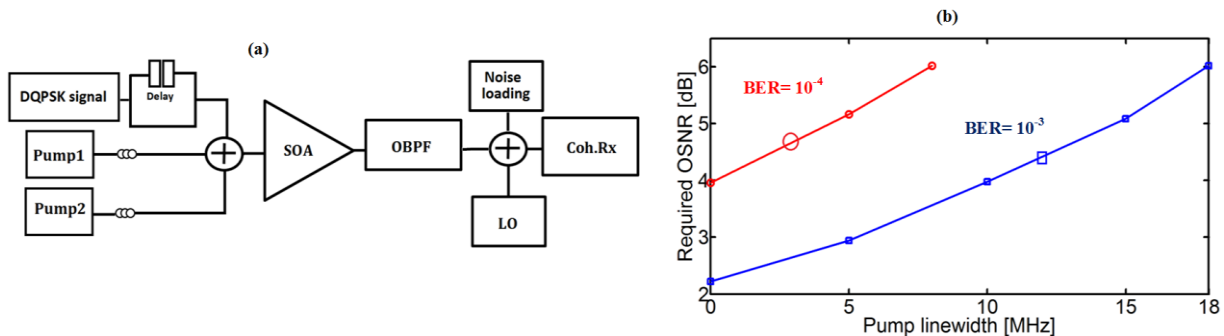 (a)
DQPSK signal
Delay
Pump1
Pump2
SOA
OBPF
Noise
loading
Coh.Rx
LO
(b)
Required OSNR [dB]
6
5
4
3
2
BER= 10-4
BER= 10-3
0 5 10 15 18
Pump linewidth [MHz]